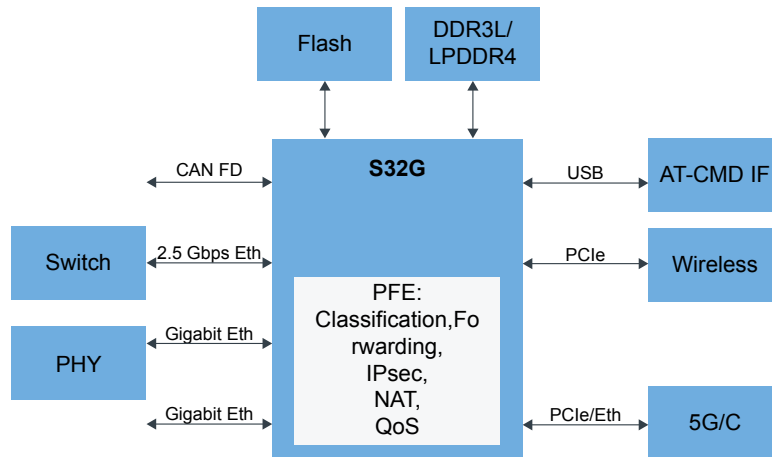 Flash
DDR3L/
LPDDR4
S32G
CAN FD
USB
AT-CMD IF
Switch
2.5 Gbps Eth
PCIe
Wireless
PFE:
Classification,Fo
rwarding,
IPsec,
NAT,
QoS
PHY
Gigabit Eth
Gigabit Eth
PCIe/Eth
5G/C